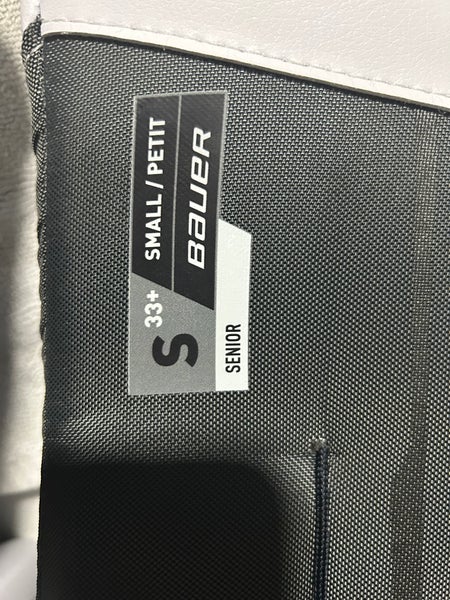 S 33+ SMALL / PETIT
BAUER
SENIOR